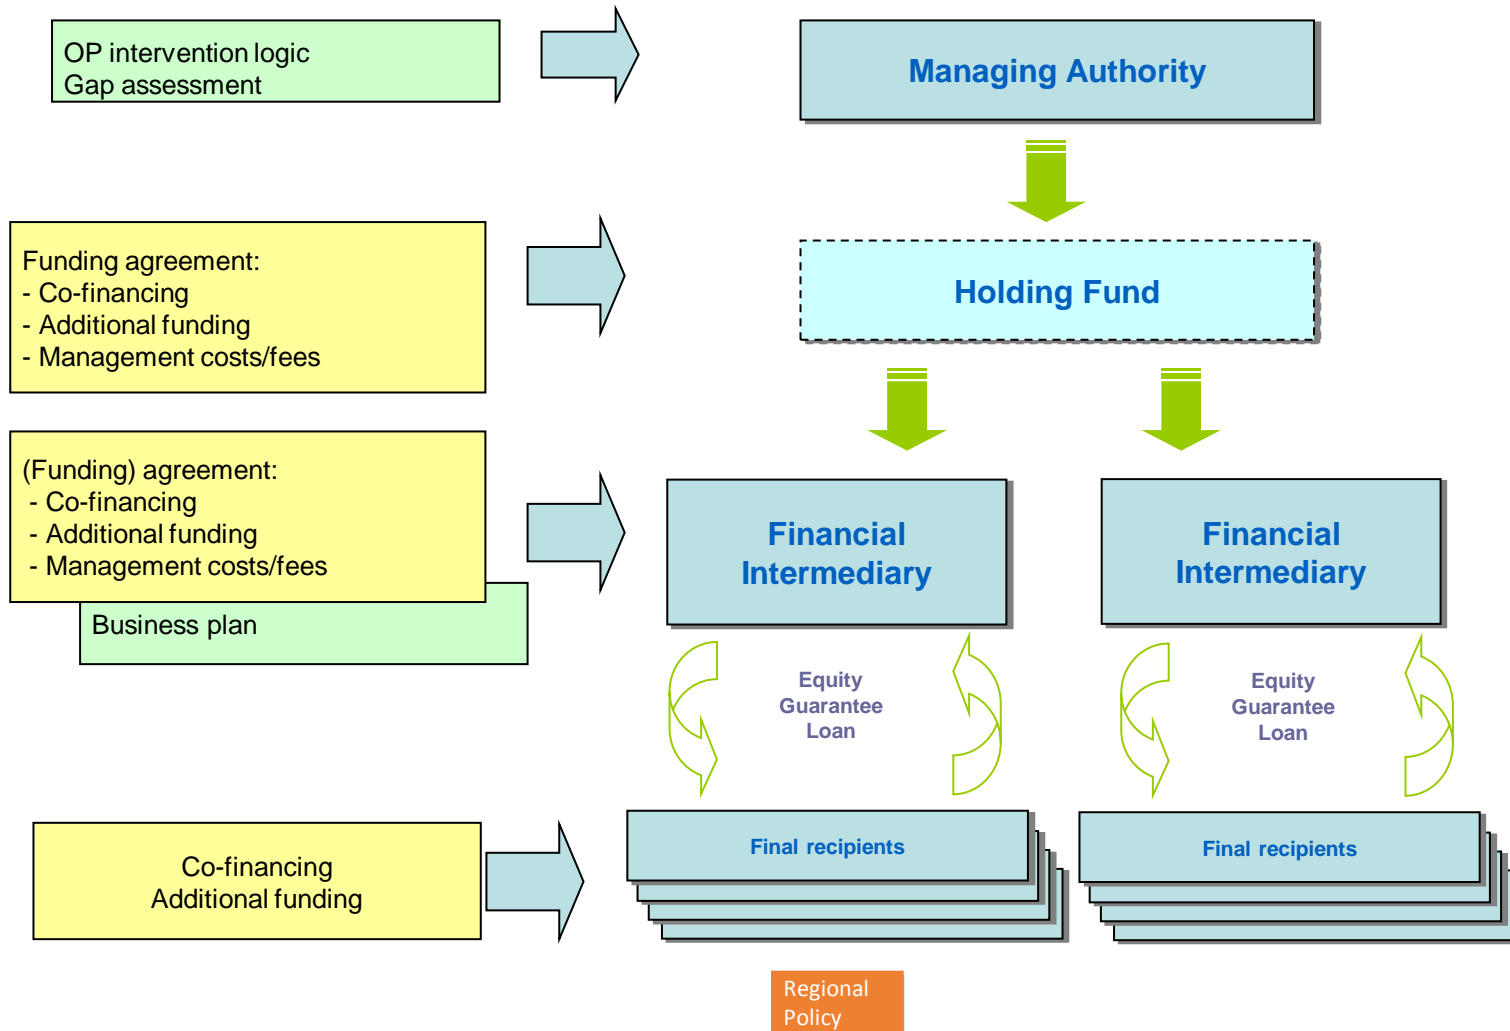 OP intervention logic
Gap assessment
Managing Authority
Funding agreement:
- Co-financing
- Additional funding
- Management costs/fees
Holding Fund
(Funding) agreement:
- Co-financing
- Additional funding
- Management costs/fees
Business plan
Financial
Intermediary
Financial
Intermediary
Equity
Guarantee
Loan
Equity
Guarantee
Loan
Co-financing
Additional funding
Final recipients
Final recipients
Regional
Policy